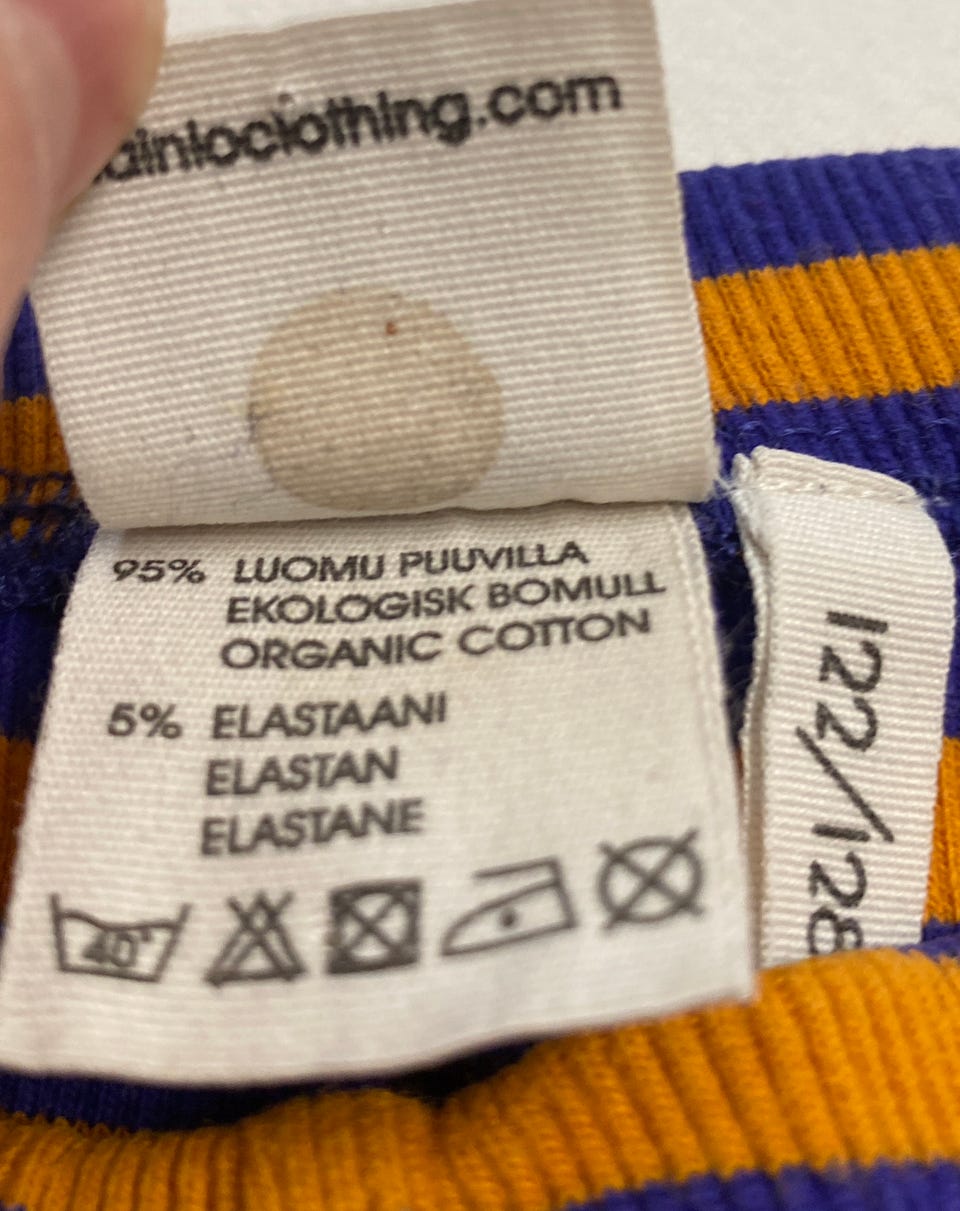 ainioclothing.com
95% LUOMU PUUVILLA
EKOLOGISK BOMULL
ORGANIC COTTON
5% ELASTAANI
ELASTAN
ELASTANE
40°
122/128